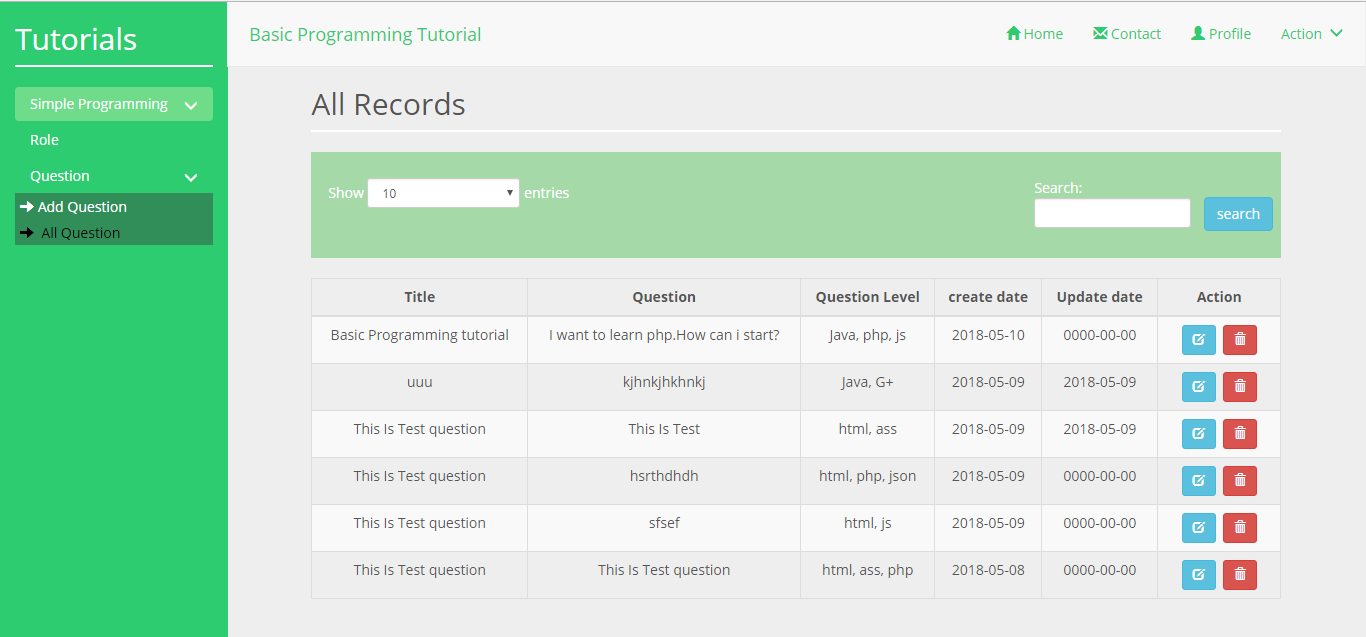 Tutorials
Basic Programming Tutorial
Home Contact Profile Action
Simple Programming
Role
Question
Add Question
All Question
All Records
Show 10 entries
Search:
search
Title Question Question Level create date Update date Action
Basic Programming tutorial I want to learn php.How can i start? Java, php, js 2018-05-10 0000-00-00
uuu kjhnkjhkhnkj Java, G+ 2018-05-09 2018-05-09
This Is Test question This Is Test html, ass 2018-05-09 2018-05-09
This Is Test question hsrthdhdh html, php, json 2018-05-09 0000-00-00
This Is Test question sfsef html, js 2018-05-09 0000-00-00
This Is Test question This Is Test question html, ass, php 2018-05-08 0000-00-00